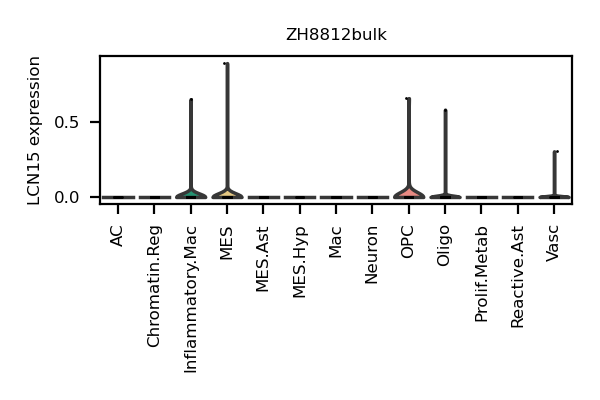 ZH8812bulk
LCN15 expression
0.5
0.0
AC
Chromatin.Reg
Inflammatory.Mac
MES
MES.Ast
MES.Hyp
Mac
Neuron
OPC
Oligo
Prolif.Metab
Reactive.Ast
Vasc